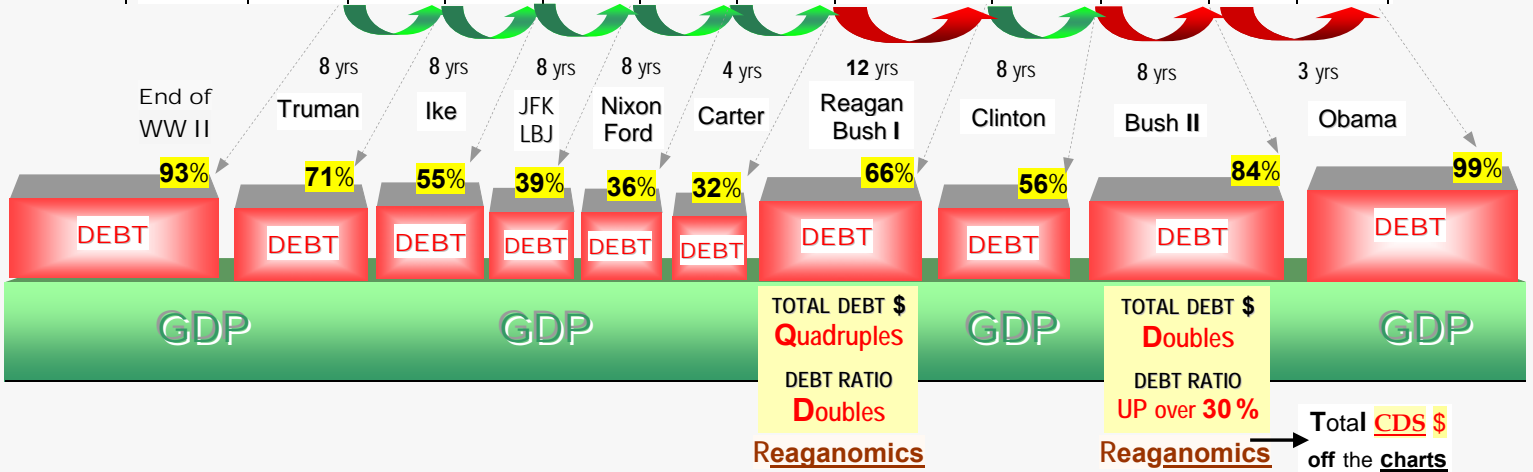 8 yrs 8 yrs 8 yrs 8 yrs 4 yrs 12 yrs 8 yrs 8 yrs 3 yrs
End of
WW II
Truman
Ike
JFK
LBJ
Nixon
Ford
Carter
Reagan
Bush I
Clinton
Bush II
Obama
93% 71% 55% 39% 36% 32% 66% 56% 84% 99%
DEBT DEBT DEBT DEBT DEBT DEBT DEBT DEBT DEBT DEBT
GDP GDP GDP GDP
TOTAL DEBT $
Quadruples
DEBT RATIO
Doubles
Reaganomics
TOTAL DEBT $
Doubles
DEBT RATIO
UP over 30 %
Reaganomics
Total CDS $
off the charts